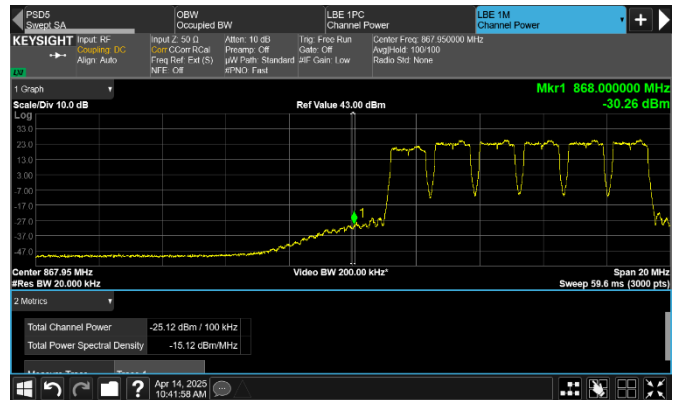 PSD5
Swept SA
OBW
Occupied BW
LBE 1PC
Channel Power
LBE 1M
Channel Power
KEYSIGHT
Input: RF
Coupling: DC
Align: Auto
Input Z: 50 Ω
Corr CCorr RCal
Freq Ref: Ext (S)
NFE: Off
Atten: 10 dB
Preamp: Off
µW Path: Standard
#PNO: Fast
Trig: Free Run
Gate: Off
#IF Gain: Low
Center Freq: 867.950000 MHz
Avg|Hold: 100/100
Radio Std: None
LXI
1 Graph
Mkr1 868.000000 MHz
Scale/Div 10.0 dB
Ref Value 43.00 dBm
-30.26 dBm
Log
33.0
23.0
13.0
3.00
-7.00
-17.0
-27.0
-37.0
-47.0
1
Center 867.95 MHz
Video BW 200.00 kHz*
Span 20 MHz
#Res BW 20.000 kHz
Sweep 59.6 ms (3000 pts)
2 Metrics
Total Channel Power
-25.12 dBm / 100 kHz
Total Power Spectral Density
-15.12 dBm/MHz
?
Apr 14, 2025
10:41:58 AM